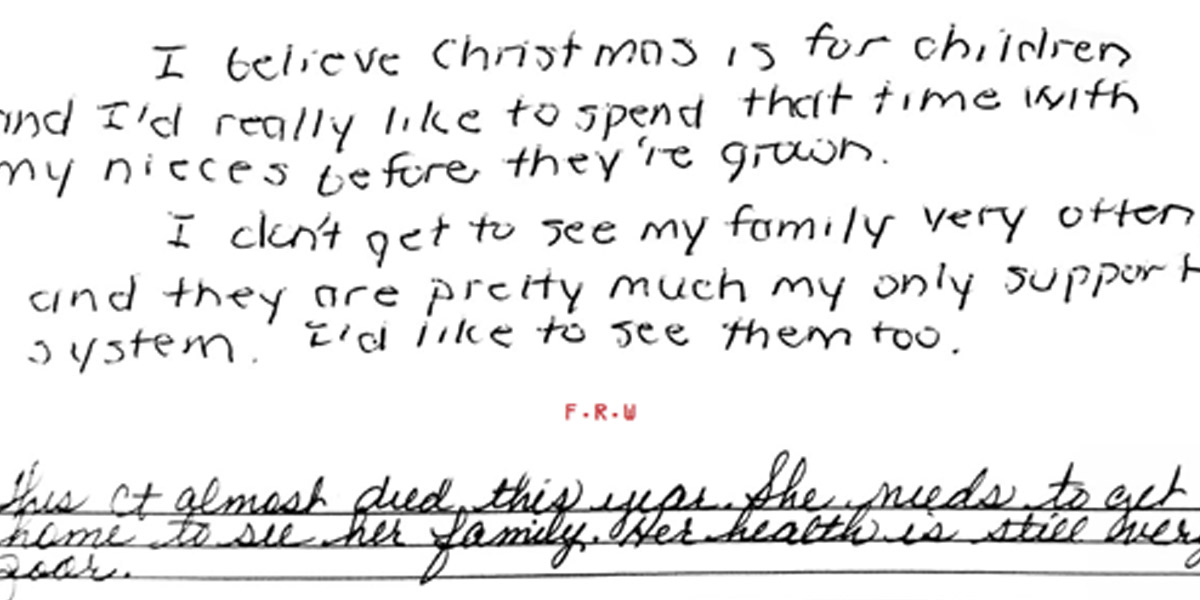 I believe Christmas is for children
and I'd really like to spend that time with
my nieces before they're grown.
I don't get to see my family very often
and they are pretty much my only support
system. I'd like to see them too.
F.R.W
this ct almost died this year. She needs to get
home to see her family. Her health is still very
poor.